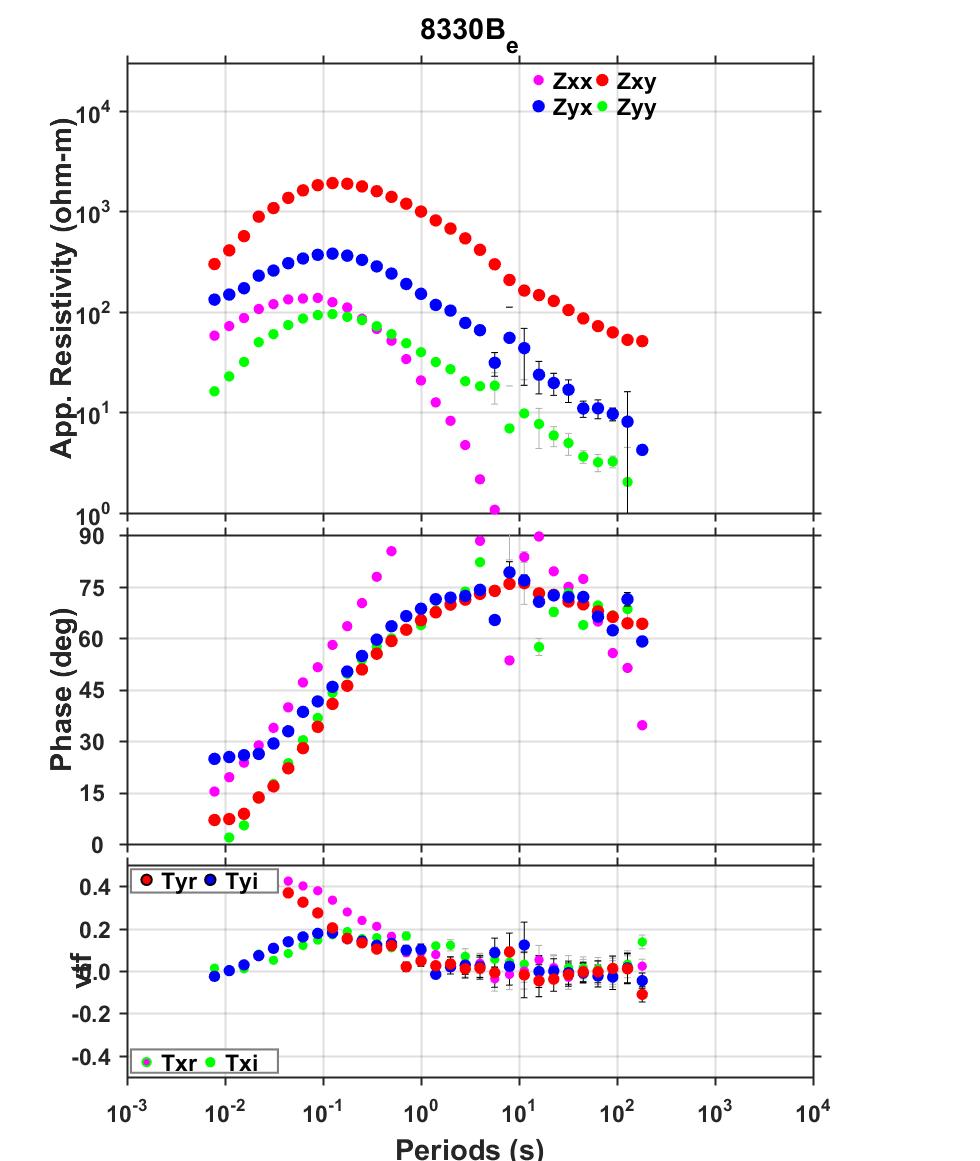 8330Be
Zxx Zxy
Zyx Zyy
App. Resistivity (ohm-m)
10^4
10^3
10^2
10^1
10^0
Phase (deg)
90
75
60
45
30
15
0
Tyr Tyi
vtf
0.4
0.2
0.0
-0.2
-0.4
Txr Txi
10^-3 10^-2 10^-1 10^0 10^1 10^2 10^3 10^4
Periods (s)